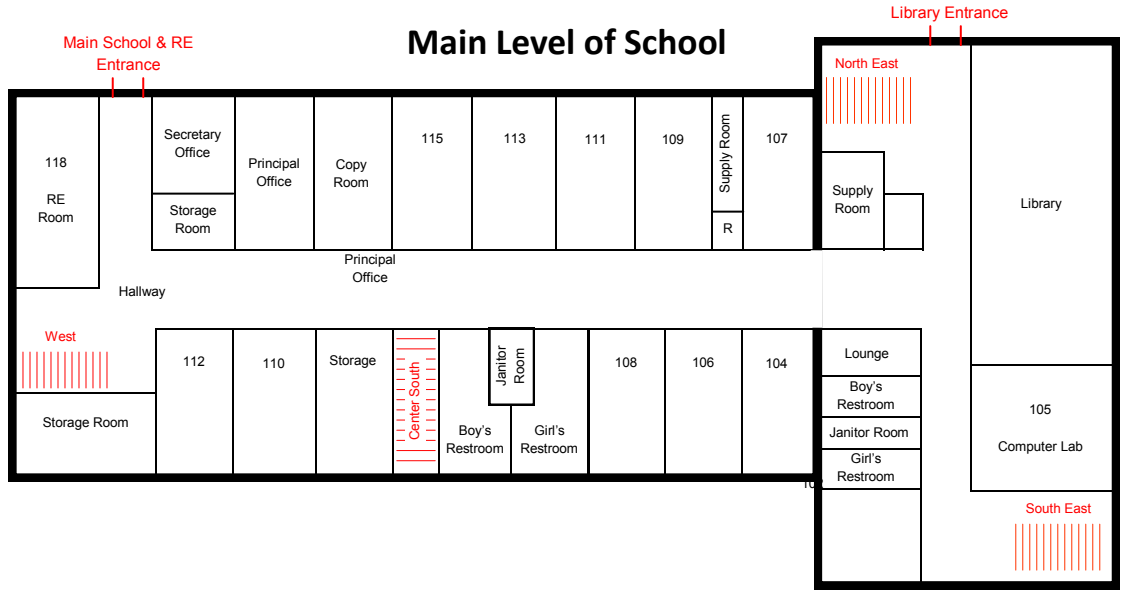 Library Entrance
Main School & RE
Entrance
Main Level of School
North East
118
RE
Room
Secretary
Office
Storage
Room
Principal
Office
Copy
Room
115
113
111
109
Supply Room
R
107
Supply
Room
Library
Principal
Office
Hallway
West
Storage Room
112
110
Storage
Center South
Boy's
Restroom
Janitor
Room
Girl's
Restroom
108
106
104
Lounge
Boy's
Restroom
Janitor Room
Girl's
Restroom
105
Computer Lab
South East